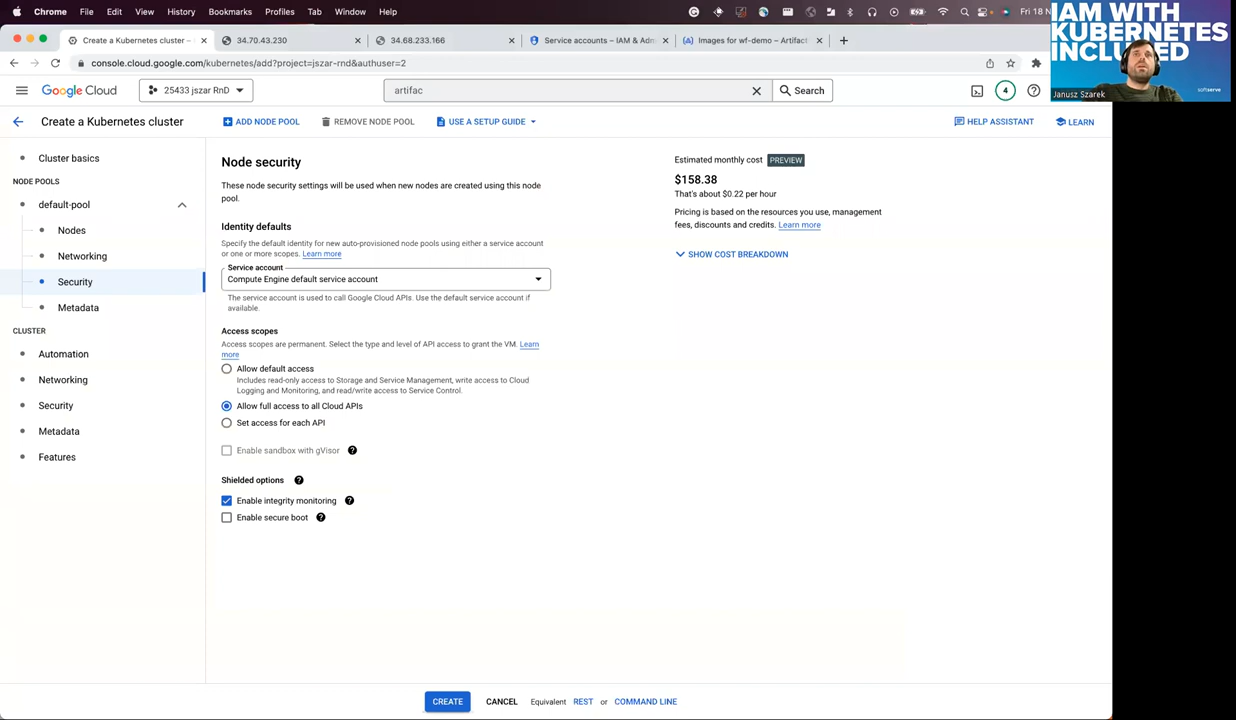 Chrome File Edit View History Bookmarks Profiles Tab Window Help
Fri 18 N
Create a Kubernetes cluster –
34.70.43.230
34.68.233.166
Service accounts – IAM & Adm
Images for wf-demo – Artifact
console.cloud.google.com/kubernetes/add?project=jszar-rnd&authuser=2
IAM WITH
KUBERNETES
INCLUDED
Janusz Szarek
softserve
Google Cloud
25433 jszar RnD
artifac
Search
4
Create a Kubernetes cluster
ADD NODE POOL
REMOVE NODE POOL
USE A SETUP GUIDE
HELP ASSISTANT
LEARN
Cluster basics
NODE POOLS
default-pool
Nodes
Networking
Security
Metadata
CLUSTER
Automation
Networking
Security
Metadata
Features
Node security
These node security settings will be used when new nodes are created using this node
pool.
Identity defaults
Specify the default identity for new auto-provisioned node pools using either a service account
or one or more scopes. Learn more
Service account
Compute Engine default service account
The service account is used to call Google Cloud APIs. Use the default service account if
available.
Access scopes
Access scopes are permanent. Select the type and level of API access to grant the VM. Learn
more
Allow default access
Includes read-only access to Storage and Service Management, write access to Cloud
Logging and Monitoring, and read/write access to Service Control.
Allow full access to all Cloud APIs
Set access for each API
Enable sandbox with gVisor
Shielded options
Enable integrity monitoring
Enable secure boot
Estimated monthly cost PREVIEW
$158.38
That's about $0.22 per hour
Pricing is based on the resources you use, management
fees, discounts and credits. Learn more
SHOW COST BREAKDOWN
CREATE
CANCEL
Equivalent REST or COMMAND LINE